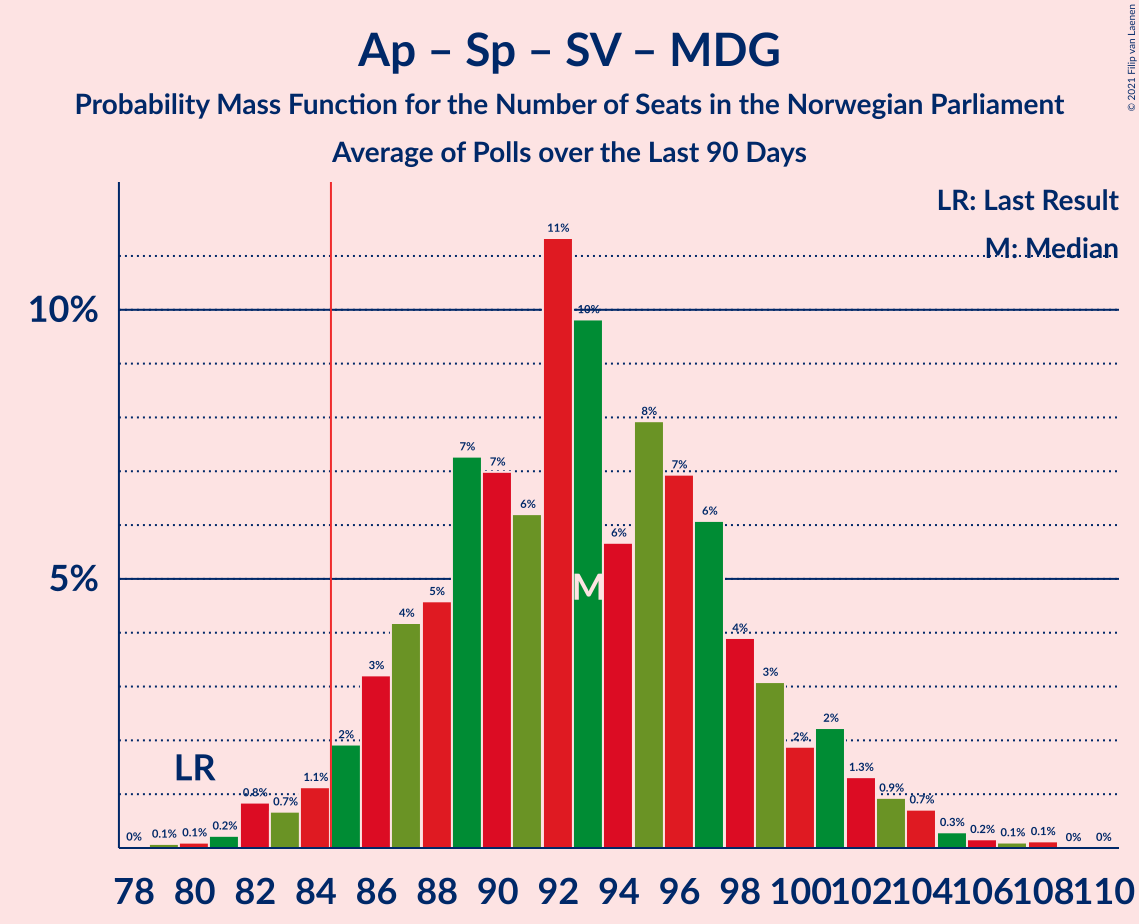 Ap – Sp – SV – MDG
Probability Mass Function for the Number of Seats in the Norwegian Parliament
Average of Polls over the Last 90 Days
© 2021 Filip van Laenen
LR: Last Result
M: Median
10%
5%
LR
M
0% 0.1% 0.1% 0.2% 0.8% 0.7% 1.1% 2% 3% 4% 5% 7% 7% 6% 11% 10% 6% 8% 7% 6% 4% 3% 2% 2% 1.3% 0.9% 0.7% 0.3% 0.2% 0.1% 0.1% 0% 0%
78 80 82 84 86 88 90 92 94 96 98 100 102 104 106 108 110